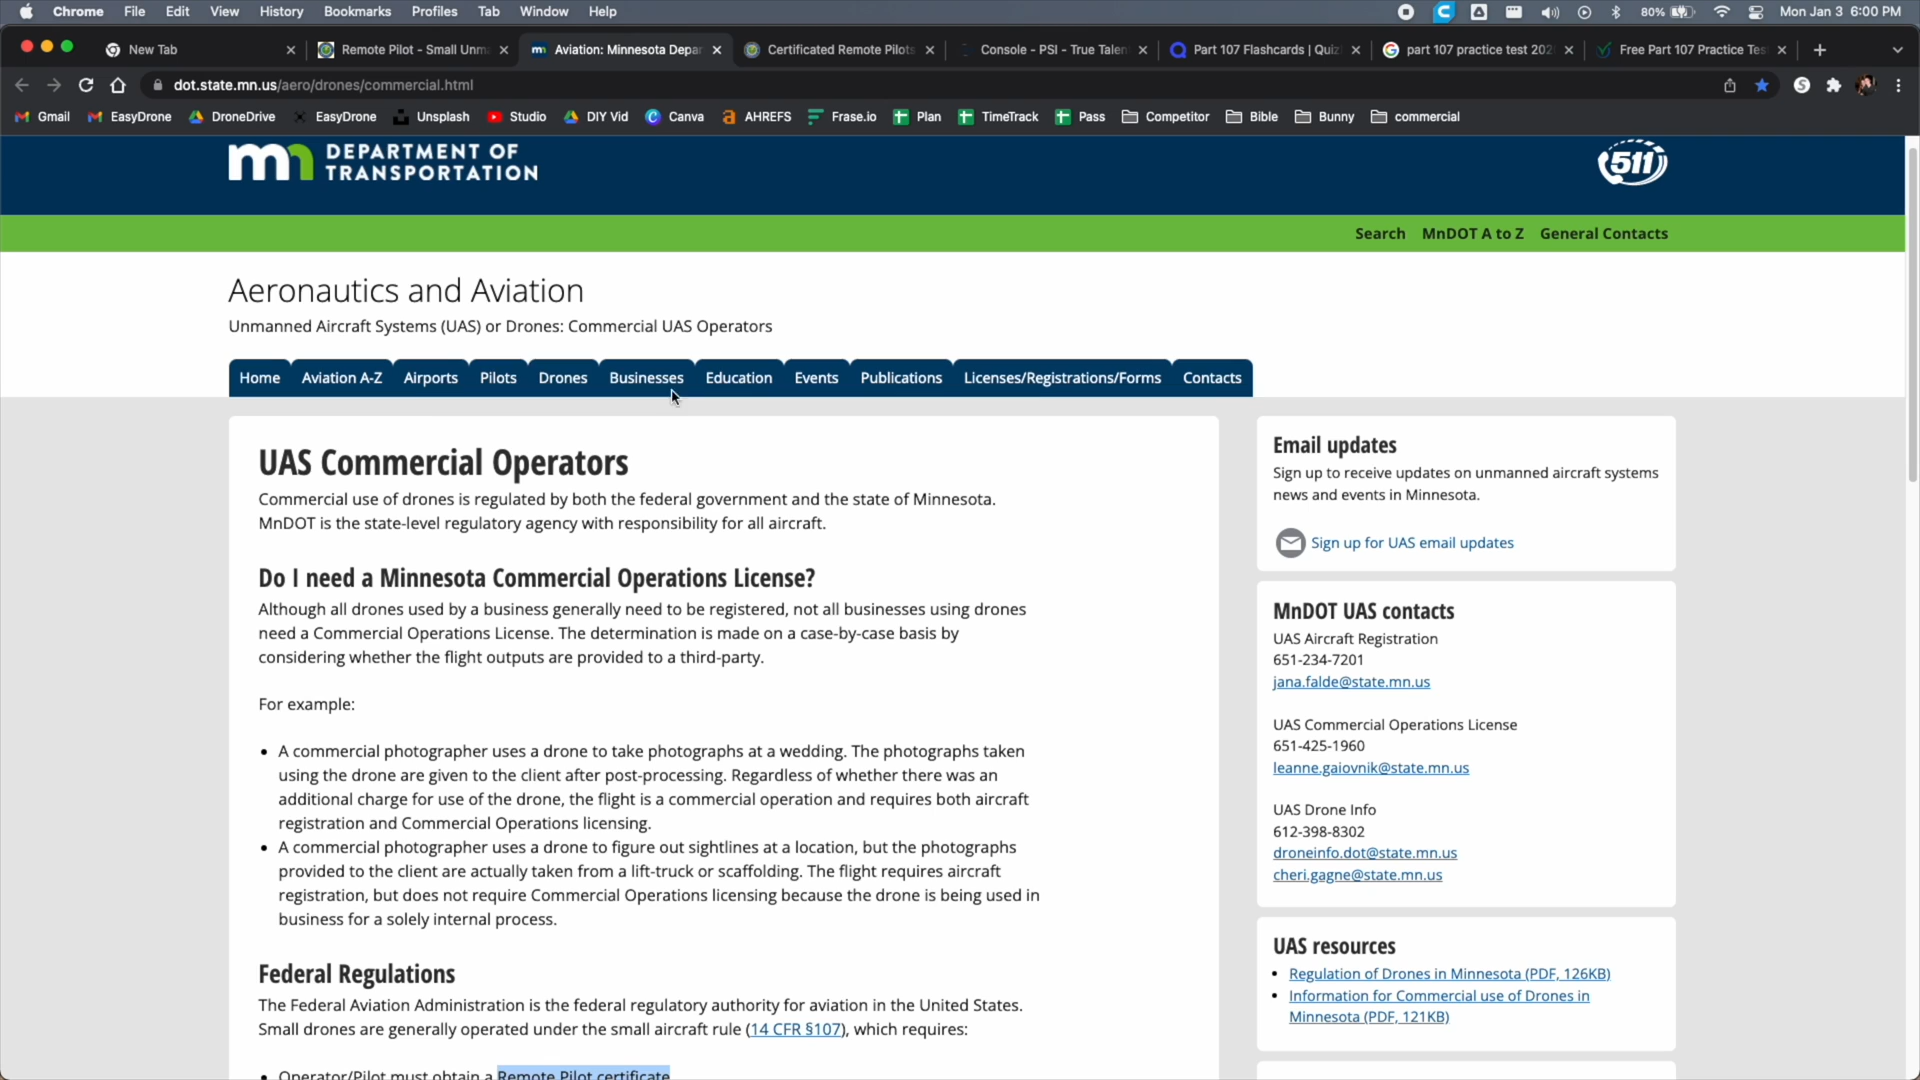 Chrome File Edit View History Bookmarks Profiles Tab Window Help 80% Mon Jan 3 6:00 PM
New Tab Remote Pilot - Small Unm Aviation: Minnesota Depar Certificated Remote Pilots Console - PSI - True Talen Part 107 Flashcards | Quiz part 107 practice test 202 Free Part 107 Practice Tes
dot.state.mn.us/aero/drones/commercial.html
Gmail EasyDrone DroneDrive EasyDrone Unsplash Studio DIY Vid Canva AHREFS Frase.io Plan TimeTrack Pass Competitor Bible Bunny commercial
mn DEPARTMENT OF
TRANSPORTATION
511
Search MnDOT A to Z General Contacts
Aeronautics and Aviation
Unmanned Aircraft Systems (UAS) or Drones: Commercial UAS Operators
Home Aviation A-Z Airports Pilots Drones Businesses Education Events Publications Licenses/Registrations/Forms Contacts
UAS Commercial Operators
Commercial use of drones is regulated by both the federal government and the state of Minnesota.
MnDOT is the state-level regulatory agency with responsibility for all aircraft.
Do I need a Minnesota Commercial Operations License?
Although all drones used by a business generally need to be registered, not all businesses using drones
need a Commercial Operations License. The determination is made on a case-by-case basis by
considering whether the flight outputs are provided to a third-party.
For example:
• A commercial photographer uses a drone to take photographs at a wedding. The photographs taken
using the drone are given to the client after post-processing. Regardless of whether there was an
additional charge for use of the drone, the flight is a commercial operation and requires both aircraft
registration and Commercial Operations licensing.
• A commercial photographer uses a drone to figure out sightlines at a location, but the photographs
provided to the client are actually taken from a lift-truck or scaffolding. The flight requires aircraft
registration, but does not require Commercial Operations licensing because the drone is being used in
business for a solely internal process.
Federal Regulations
The Federal Aviation Administration is the federal regulatory authority for aviation in the United States.
Small drones are generally operated under the small aircraft rule (14 CFR §107), which requires:
• Operator/Pilot must obtain a Remote Pilot certificate
Email updates
Sign up to receive updates on unmanned aircraft systems
news and events in Minnesota.
Sign up for UAS email updates
MnDOT UAS contacts
UAS Aircraft Registration
651-234-7201
jana.falde@state.mn.us
UAS Commercial Operations License
651-425-1960
leanne.gaiovnik@state.mn.us
UAS Drone Info
612-398-8302
droneinfo.dot@state.mn.us
cheri.gagne@state.mn.us
UAS resources
• Regulation of Drones in Minnesota (PDF, 126KB)
• Information for Commercial use of Drones in
Minnesota (PDF, 121KB)